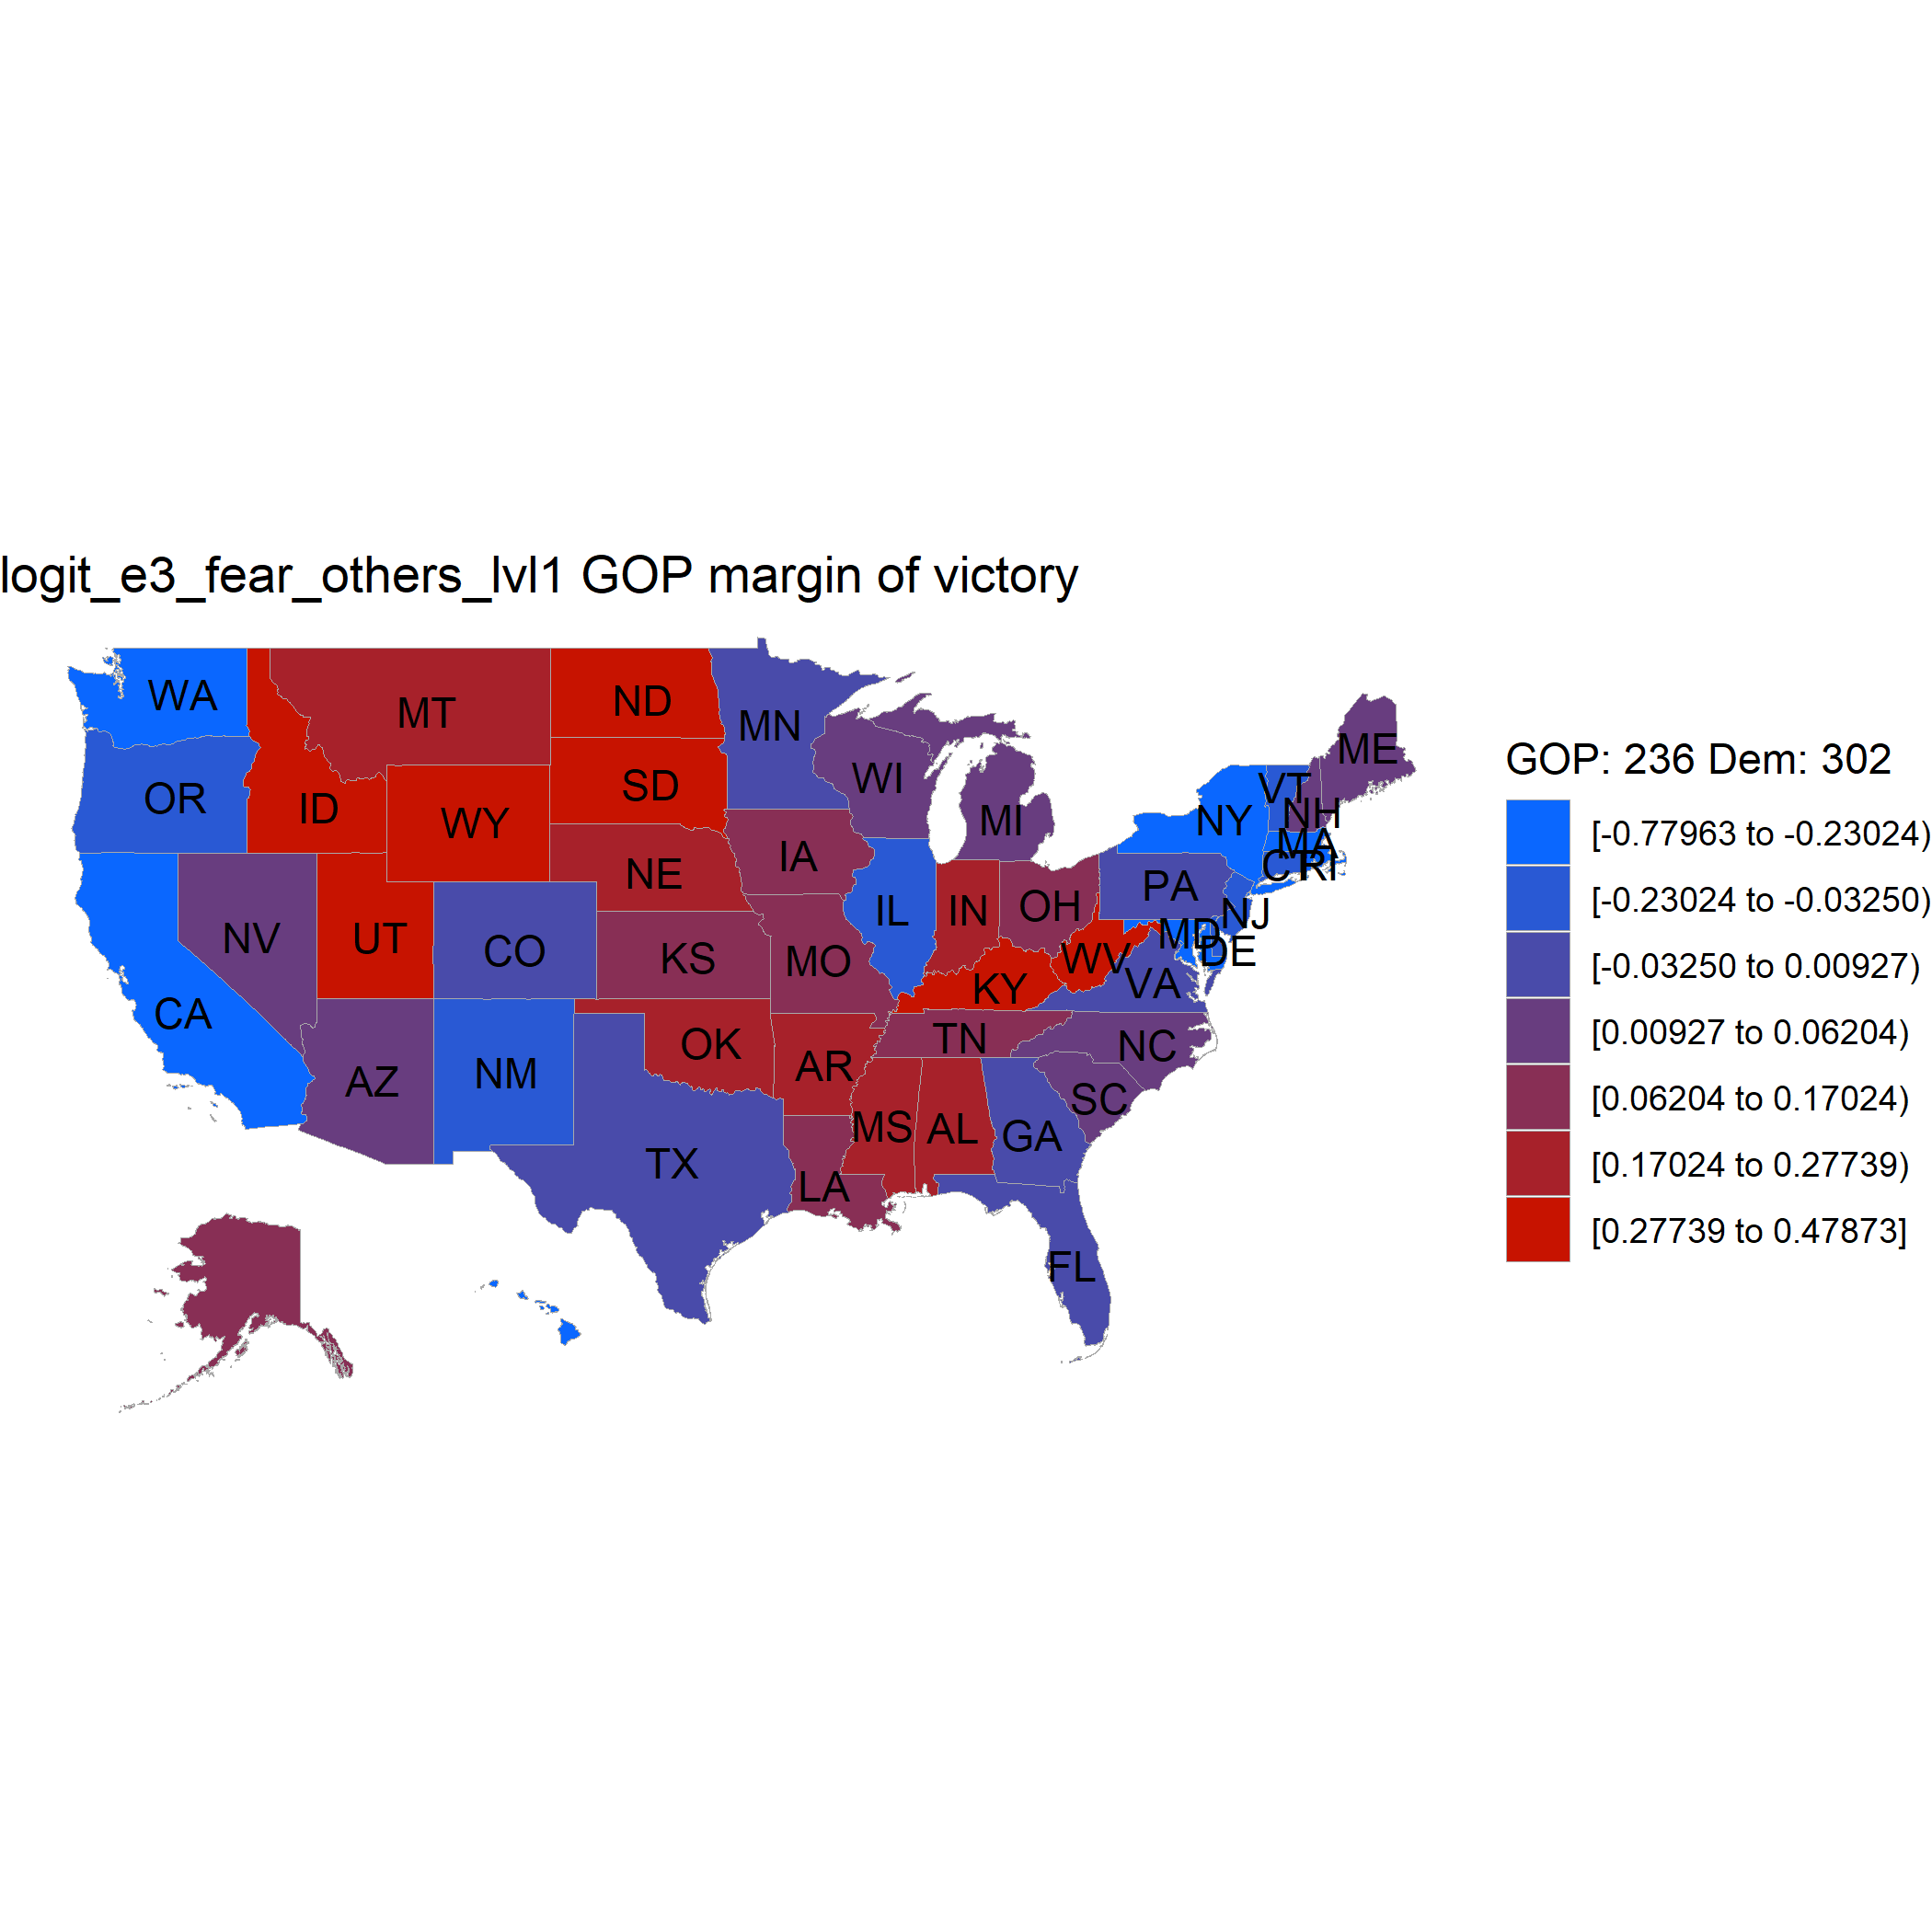 logit_e3_fear_others_lvl1 GOP margin of victory
WA
MT
ND
MN
OR
ID
WY
SD
WI
MI
ME
VT
NH
NY
MA
CT
RI
NV
UT
CO
NE
IA
IL
IN
OH
PA
NJ
MD
DE
KS
MO
KY
WV
VA
CA
AZ
NM
OK
AR
TN
NC
SC
TX
LA
MS
AL
GA
FL
GOP: 236 Dem: 302
[-0.77963 to -0.23024)
[-0.23024 to -0.03250)
[-0.03250 to 0.00927)
[0.00927 to 0.06204)
[0.06204 to 0.17024)
[0.17024 to 0.27739)
[0.27739 to 0.47873]